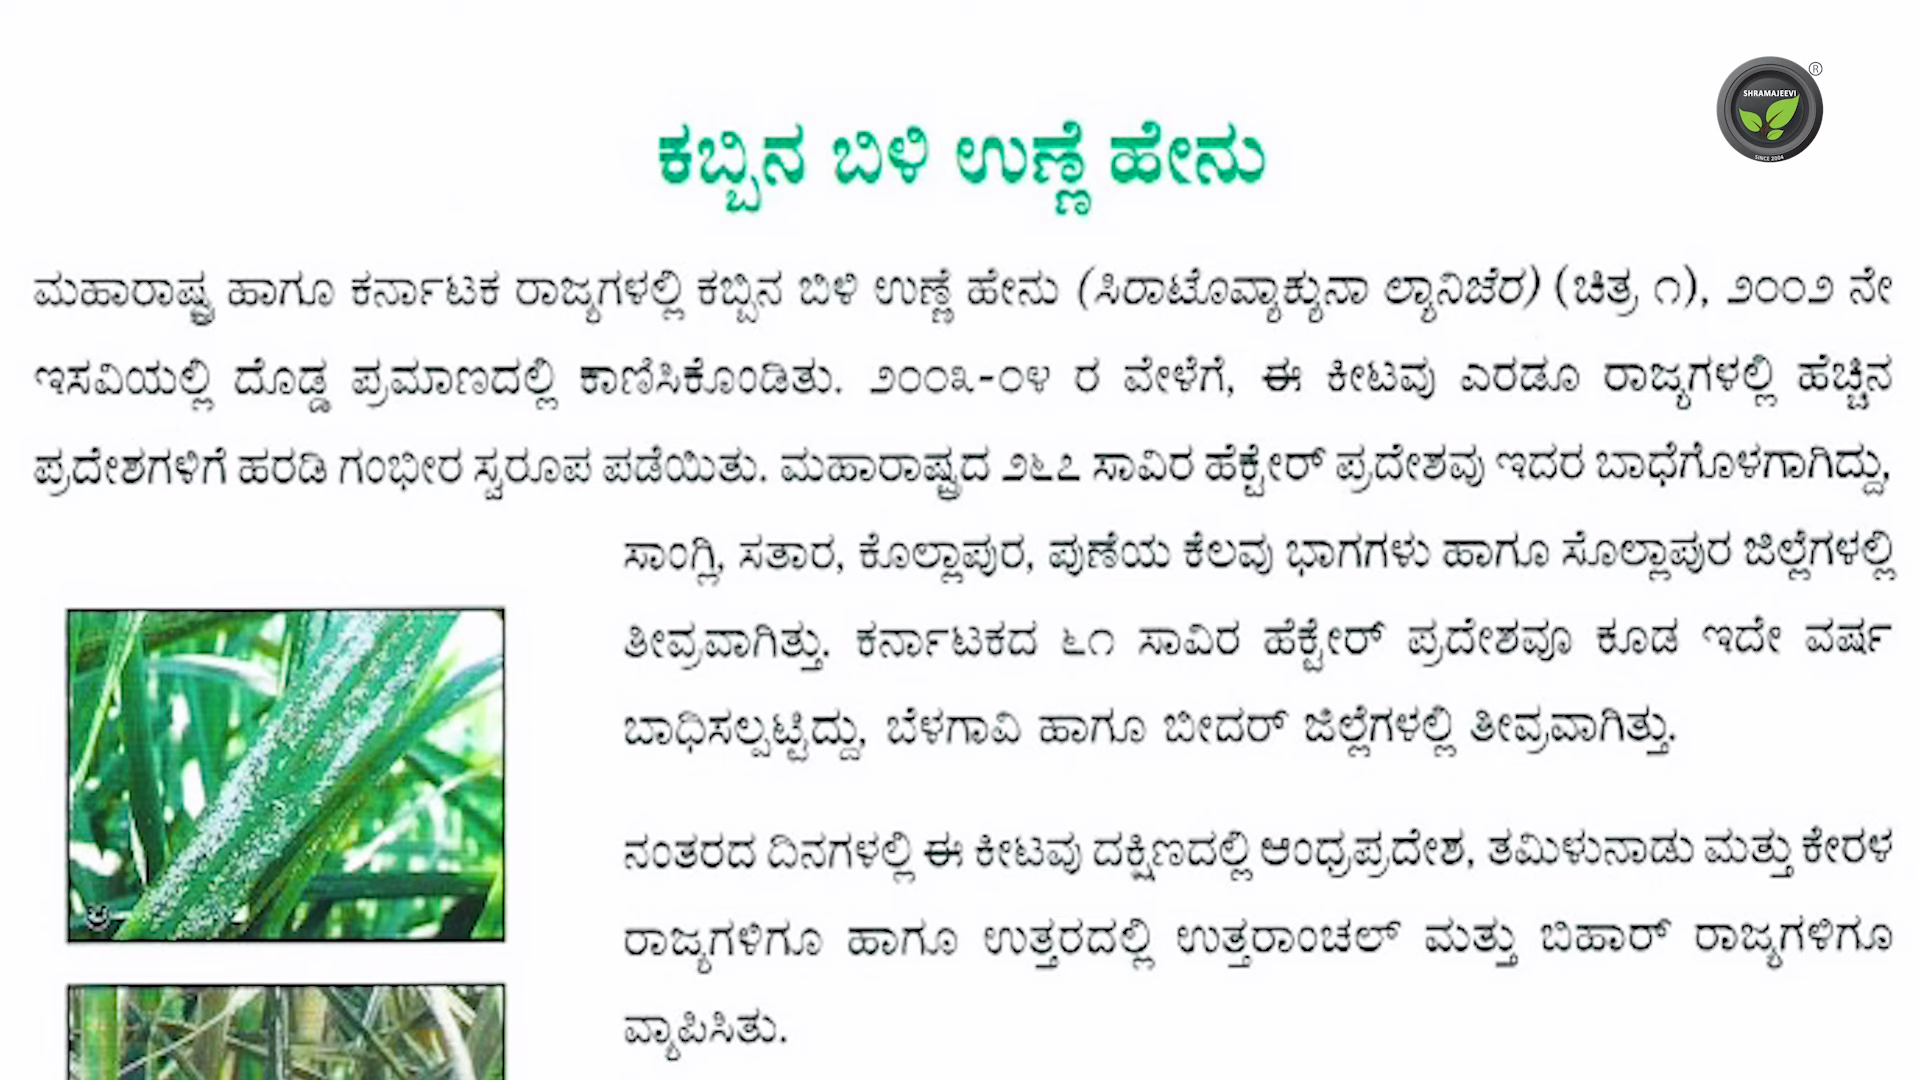 SHRAMAJEEVI
SINCE 2004
®
ಕಬ್ಬಿನ ಬಿಳಿ ಉಣ್ಣೆ ಹೇನು
ಮಹಾರಾಷ್ಟ್ರ ಹಾಗೂ ಕರ್ನಾಟಕ ರಾಜ್ಯಗಳಲ್ಲಿ ಕಬ್ಬಿನ ಬಿಳಿ ಉಣ್ಣೆ ಹೇನು (ಸಿರಾಟೊವ್ಯಾಕ್ಯುನಾ ಲ್ಯಾನಿಚೆರ) (ಚಿತ್ರ ೧), ೨೦೦೨ ನೇ
ಇಸವಿಯಲ್ಲಿ ದೊಡ್ಡ ಪ್ರಮಾಣದಲ್ಲಿ ಕಾಣಿಸಿಕೊಂಡಿತು. ೨೦೦೩-೦೪ ರ ವೇಳೆಗೆ, ಈ ಕೀಟವು ಎರಡೂ ರಾಜ್ಯಗಳಲ್ಲಿ ಹೆಚ್ಚಿನ
ಪ್ರದೇಶಗಳಿಗೆ ಹರಡಿ ಗಂಭೀರ ಸ್ವರೂಪ ಪಡೆಯಿತು. ಮಹಾರಾಷ್ಟ್ರದ ೨೬೭ ಸಾವಿರ ಹೆಕ್ಟೇರ್ ಪ್ರದೇಶವು ಇದರ ಬಾಧೆಗೊಳಗಾಗಿದ್ದು,
ಸಾಂಗ್ಲಿ, ಸತಾರ, ಕೊಲ್ಲಾಪುರ, ಪುಣೆಯ ಕೆಲವು ಭಾಗಗಳು ಹಾಗೂ ಸೊಲ್ಲಾಪುರ ಜಿಲ್ಲೆಗಳಲ್ಲಿ
ತೀವ್ರವಾಗಿತ್ತು. ಕರ್ನಾಟಕದ ೬೧ ಸಾವಿರ ಹೆಕ್ಟೇರ್ ಪ್ರದೇಶವೂ ಕೂಡ ಇದೇ ವರ್ಷ
ಬಾಧಿಸಲ್ಪಟ್ಟಿದ್ದು, ಬೆಳಗಾವಿ ಹಾಗೂ ಬೀದರ್ ಜಿಲ್ಲೆಗಳಲ್ಲಿ ತೀವ್ರವಾಗಿತ್ತು.
ನಂತರದ ದಿನಗಳಲ್ಲಿ ಈ ಕೀಟವು ದಕ್ಷಿಣದಲ್ಲಿ ಆಂಧ್ರಪ್ರದೇಶ, ತಮಿಳುನಾಡು ಮತ್ತು ಕೇರಳ
ರಾಜ್ಯಗಳಿಗೂ ಹಾಗೂ ಉತ್ತರದಲ್ಲಿ ಉತ್ತರಾಂಚಲ್ ಮತ್ತು ಬಿಹಾರ್ ರಾಜ್ಯಗಳಿಗೂ
ವ್ಯಾಪಿಸಿತು.